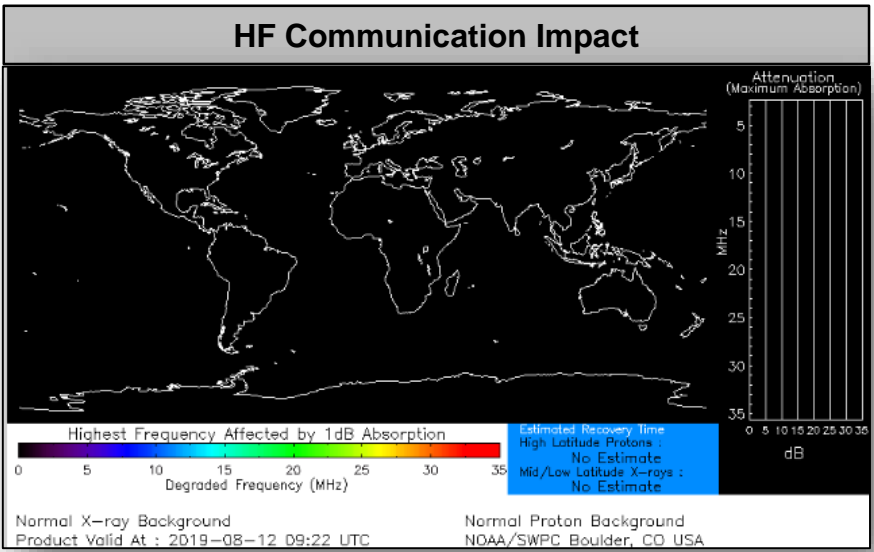 HF Communication Impact
Attenuation
(Maximum Absorption)
5
10
15
20
25
30
35
MHz
0 5 10 15 20 25 30 35
dB
Highest Frequency Affected by 1dB Absorption
0 5 10 15 20 25 30 35
Degraded Frequency (MHz)
Estimated Recovery Time
High Latitude Protons :
No Estimate
Mid/Low Latitude X-rays :
No Estimate
Normal X-ray Background
Product Valid At : 2019-08-12 09:22 UTC
Normal Proton Background
NOAA/SWPC Boulder, CO USA